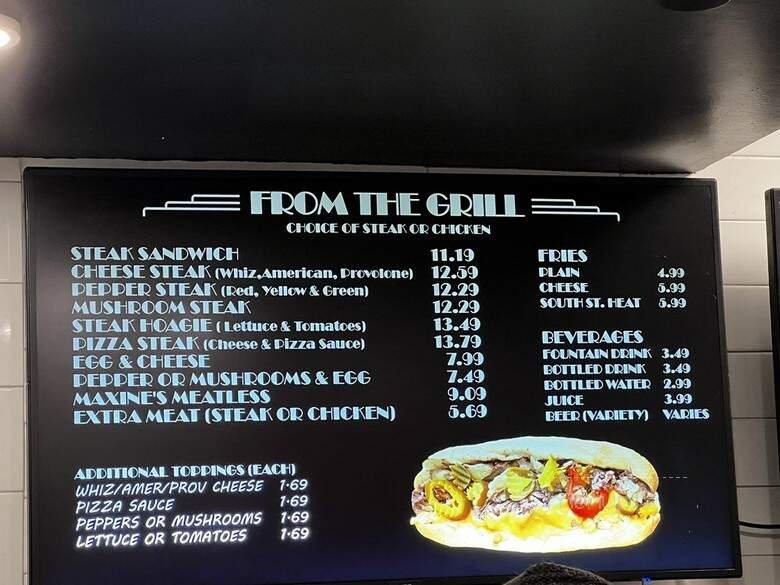 FROM THE GRILL
CHOICE OF STEAK OR CHICKEN
STEAK SANDWICH 11.19
CHEESE STEAK (Whiz,American, Provolone) 12.59
PEPPER STEAK (Red, Yellow & Green) 12.29
MUSHROOM STEAK 12.29
STEAK HOAGIE ( Lettuce & Tomatoes) 13.49
PIZZA STEAK (Cheese & Pizza Sauce) 13.79
EGG & CHEESE 7.99
PEPPER OR MUSHROOMS & EGG 7.49
MAXINE'S MEATLESS 9.09
EXTRA MEAT (STEAK OR CHICKEN) 5.69
FRIES
PLAIN 4.99
CHEESE 5.99
SOUTH ST. HEAT 5.99
BEVERAGES
FOUNTAIN DRINK 3.49
BOTTLED DRINK 3.49
BOTTLED WATER 2.99
JUICE 3.99
BEER (VARIETY) VARIES
ADDITIONAL TOPPINGS (EACH)
WHIZ/AMER/PROV CHEESE 1.69
PIZZA SAUCE 1.69
PEPPERS OR MUSHROOMS 1.69
LETTUCE OR TOMATOES 1.69